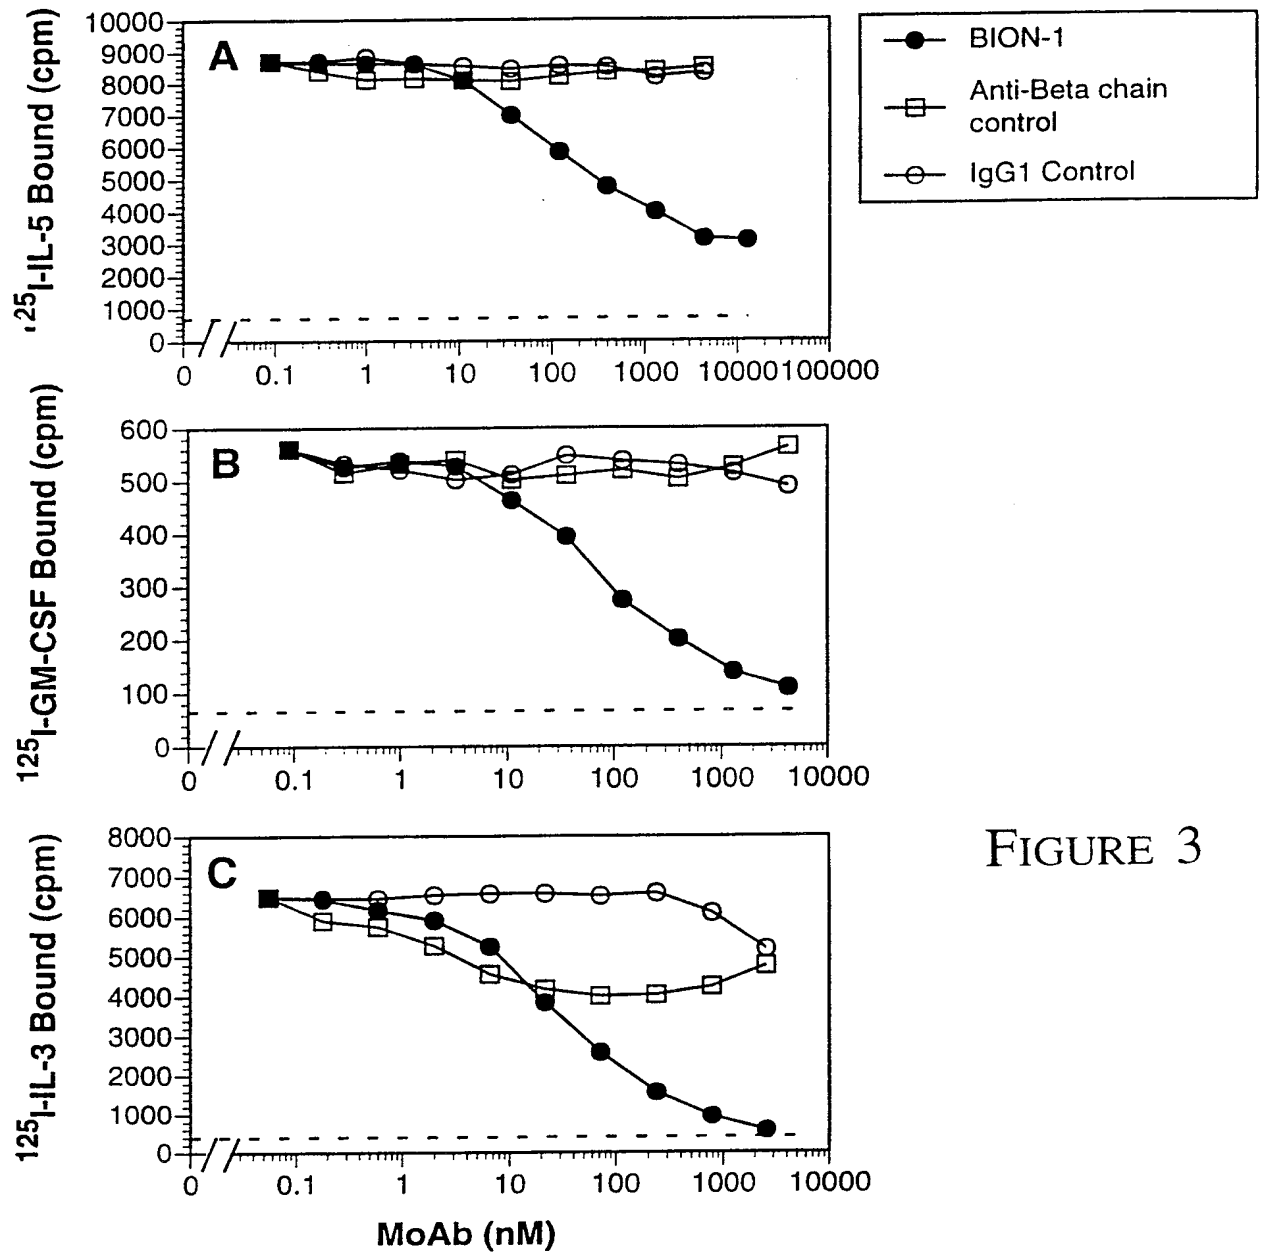 A
125I-IL-5 Bound (cpm)
10000
9000
8000
7000
6000
5000
4000
3000
2000
1000
0
0 0.1 1 10 100 1000 10000 100000
BION-1
Anti-Beta chain
control
IgG1 Control
B
125I-GM-CSF Bound (cpm)
600
500
400
300
200
100
0
0 0.1 1 10 100 1000 10000
C
125I-IL-3 Bound (cpm)
8000
7000
6000
5000
4000
3000
2000
1000
0
0 0.1 1 10 100 1000 10000
MoAb (nM)
FIGURE 3